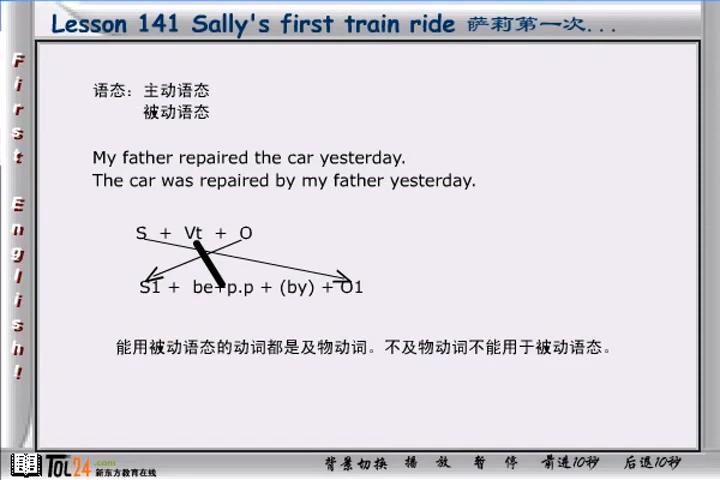 Lesson 141 Sally's first train ride 萨莉第一次...
First English!
语态：主动语态
被动语态
My father repaired the car yesterday.
The car was repaired by my father yesterday.
S + Vt + O
S1 + be+p.p + (by) + O1
能用被动语态的动词都是及物动词。不及物动词不能用于被动语态。
TOL24.com
新东方教育在线
背景切换 播放 暂停 前进10秒 后退10秒